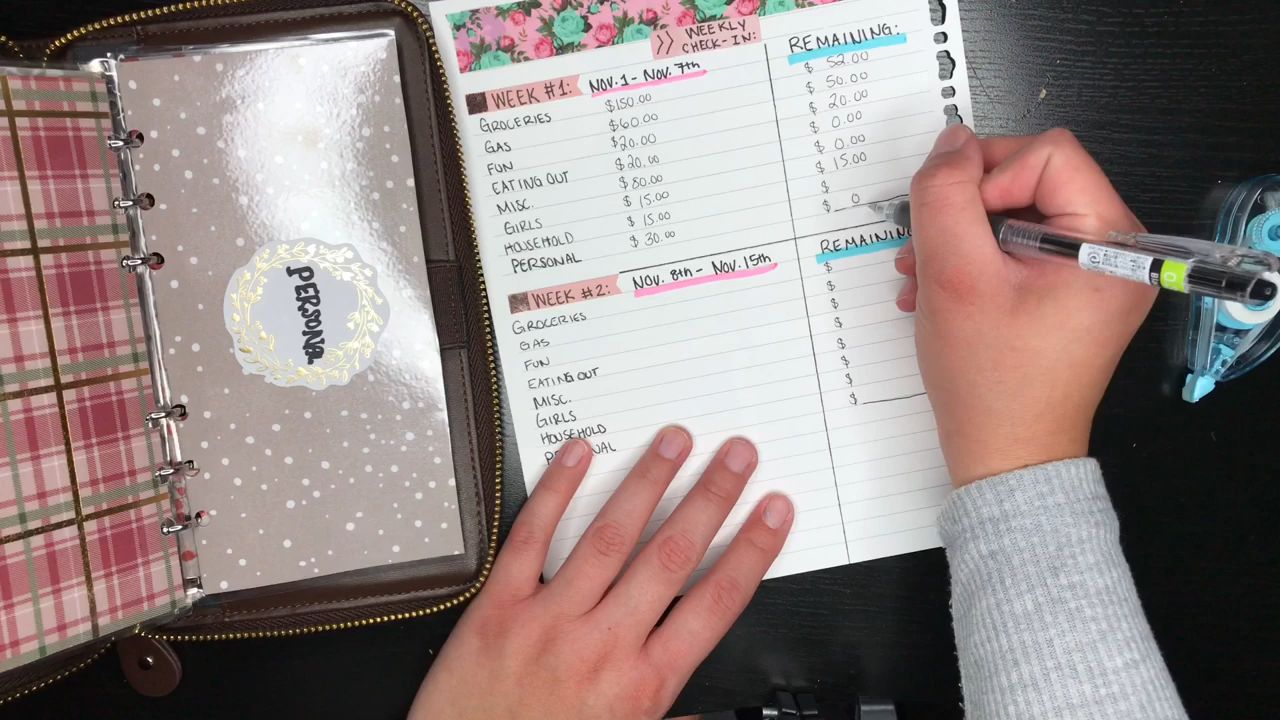 PERSONA
>> WEEKLY
CHECK-IN:
WEEK #1: NOV. 1 - NOV. 7th
REMAINING:
GROCERIES $150.00 $ 52.00
GAS $60.00 $ 50.00
FUN $20.00 $ 20.00
EATING OUT $20.00 $ 0.00
MISC. $80.00 $ 0.00
GIRLS $ 15.00 $ 15.00
HOUSEHOLD $ 15.00 $
PERSONAL $ 30.00 $ 0
WEEK #2: NOV. 8th - NOV. 15th
GROCERIES $
GAS $
FUN $
EATING OUT $
MISC. $
GIRLS $
HOUSEHOLD $
$